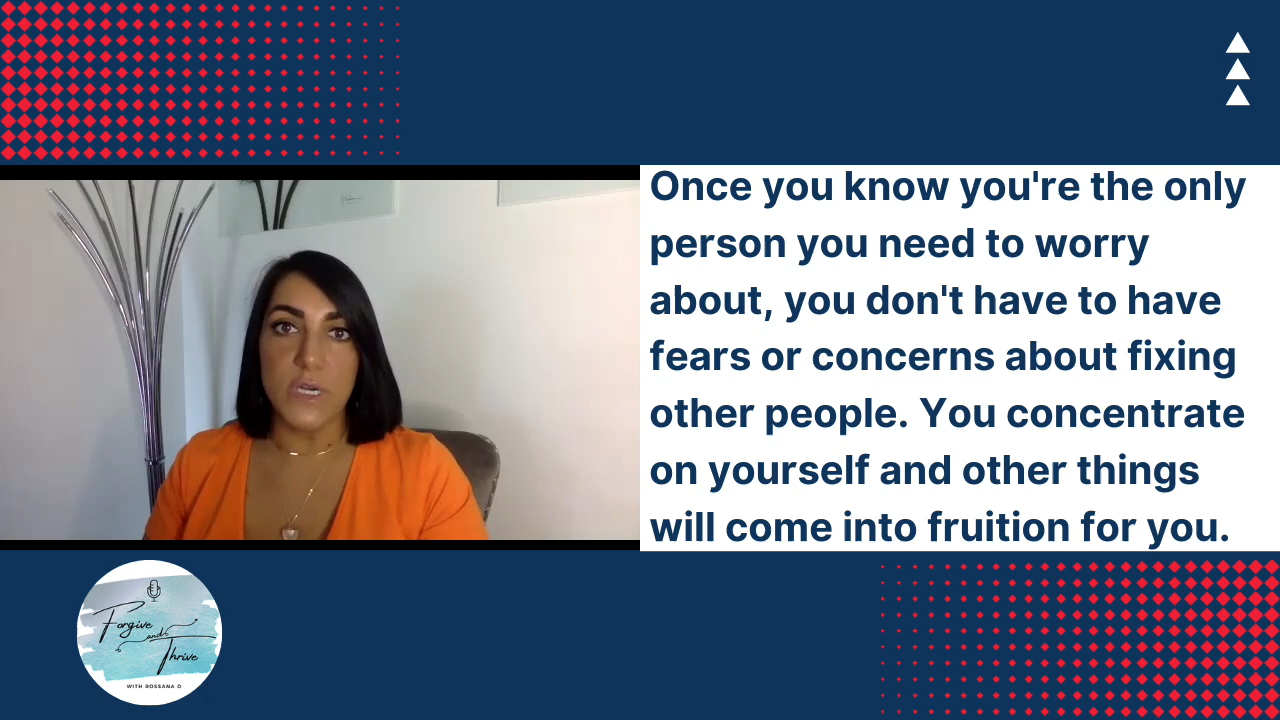 Once you know you're the only
person you need to worry
about, you don't have to have
fears or concerns about fixing
other people. You concentrate
on yourself and other things
will come into fruition for you.
Forgive
and
Thrive
WITH ROSSANA D